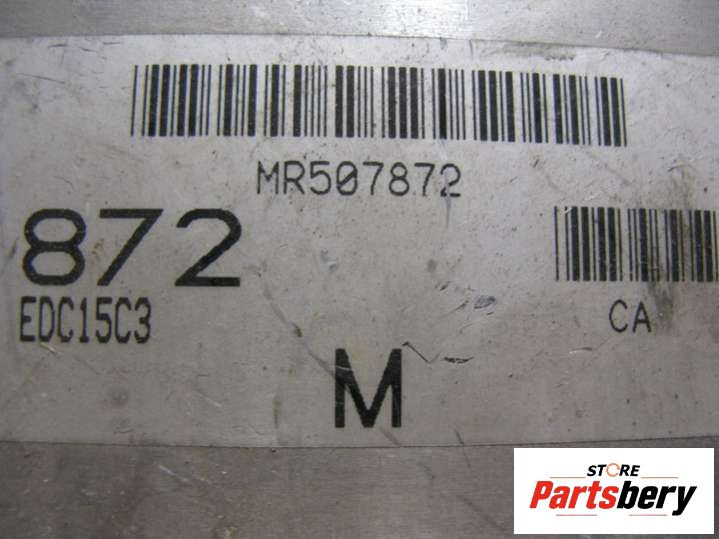 MR507872
872
EDC15C3
CA
M
STORE
Partsbery